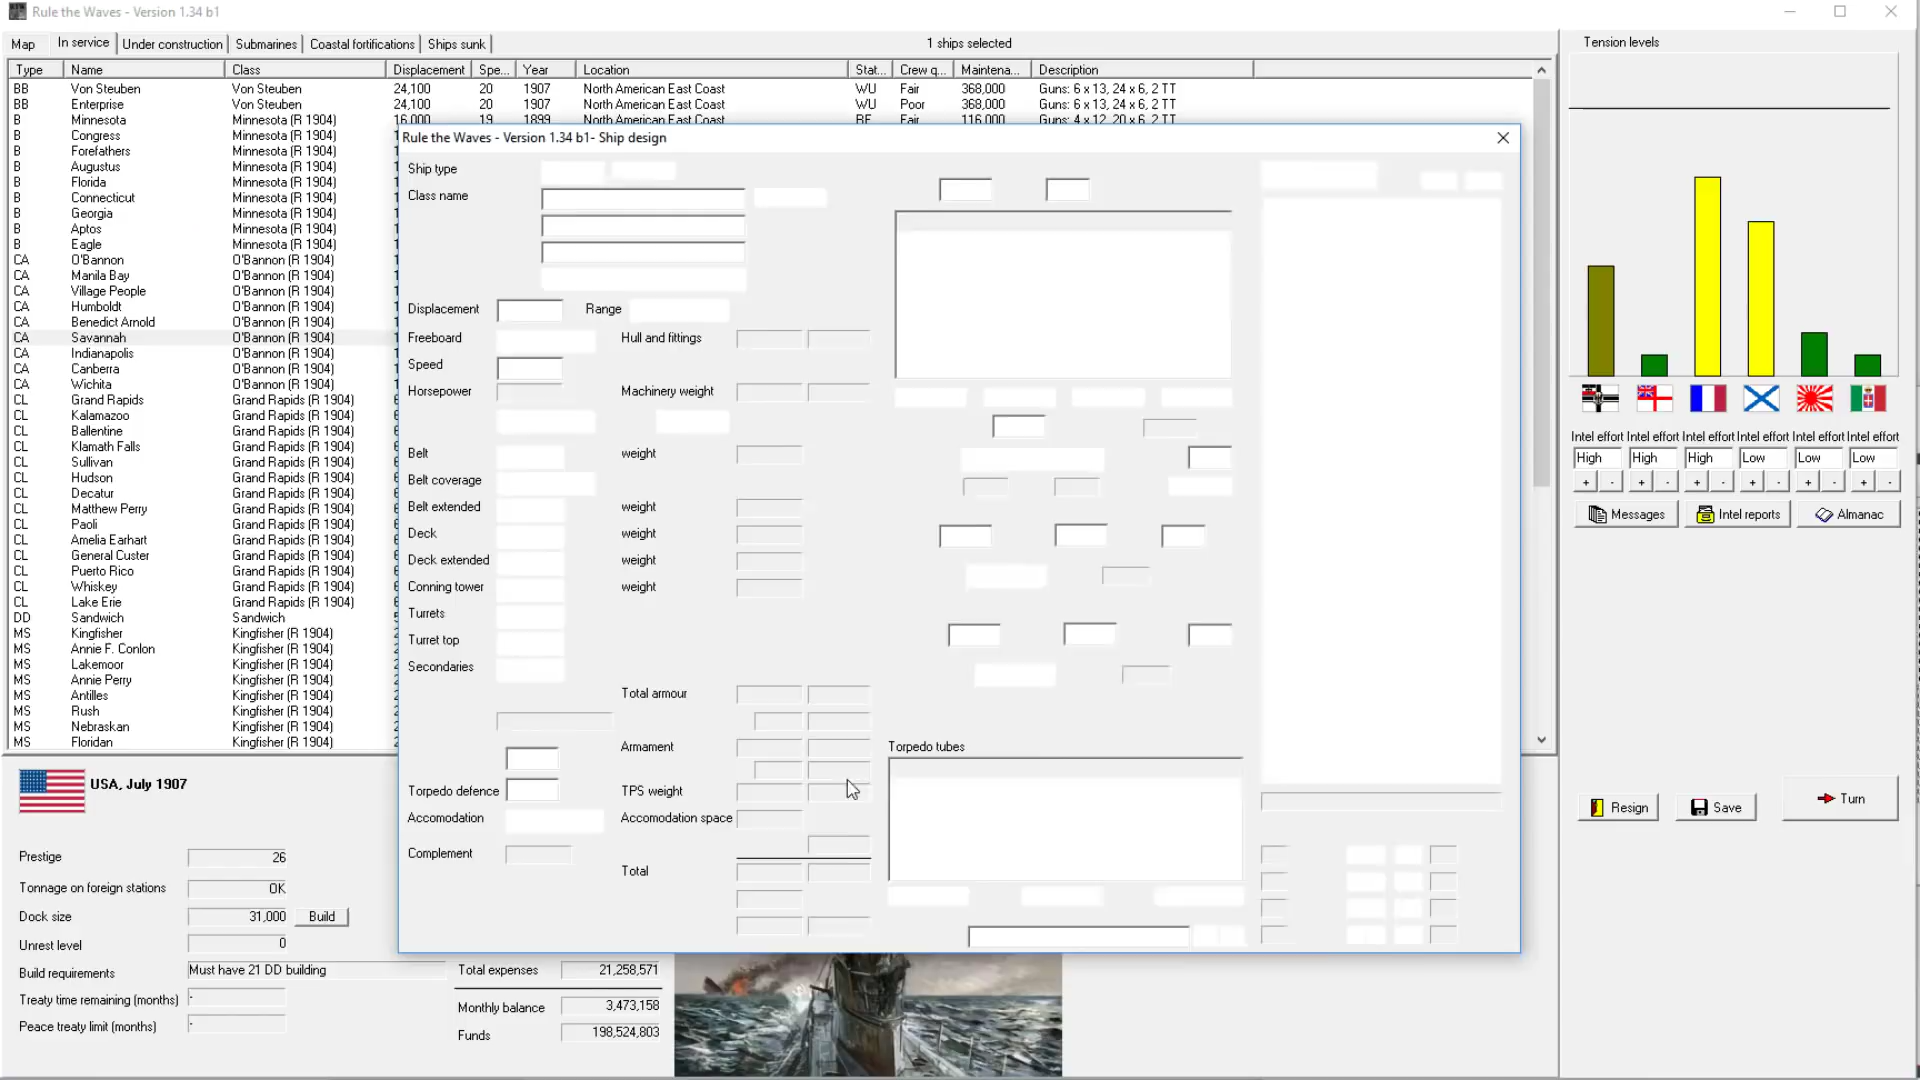 Rule the Waves - Version 1.34 b1
Map In service Under construction Submarines Coastal fortifications Ships sunk 1 ships selected
Type Name Class Displacement Spe... Year Location Stat... Crew q... Maintena... Description
BB Von Steuben Von Steuben 24,100 20 1907 North American East Coast WU Fair 368,000 Guns: 6 x 13, 24 x 6, 2 TT
BB Enterprise Von Steuben 24,100 20 1907 North American East Coast WU Poor 368,000 Guns: 6 x 13, 24 x 6, 2 TT
B Minnesota Minnesota (R 1904) 16,000 19 1899 North American East Coast RF Fair 116,000 Guns: 4 x 12, 20 x 6, 2 TT
B Congress Minnesota (R 1904)
B Forefathers Minnesota (R 1904)
B Augustus Minnesota (R 1904)
B Florida Minnesota (R 1904)
B Connecticut Minnesota (R 1904)
B Georgia Minnesota (R 1904)
B Aptos Minnesota (R 1904)
B Eagle Minnesota (R 1904)
CA O'Bannon O'Bannon (R 1904)
CA Manila Bay O'Bannon (R 1904)
CA Village People O'Bannon (R 1904)
CA Humboldt O'Bannon (R 1904)
CA Benedict Arnold O'Bannon (R 1904)
CA Savannah O'Bannon (R 1904)
CA Indianapolis O'Bannon (R 1904)
CA Canberra O'Bannon (R 1904)
CA Wichita O'Bannon (R 1904)
CL Grand Rapids Grand Rapids (R 1904)
CL Kalamazoo Grand Rapids (R 1904)
CL Ballentine Grand Rapids (R 1904)
CL Klamath Falls Grand Rapids (R 1904)
CL Sullivan Grand Rapids (R 1904)
CL Hudson Grand Rapids (R 1904)
CL Decatur Grand Rapids (R 1904)
CL Matthew Perry Grand Rapids (R 1904)
CL Paoli Grand Rapids (R 1904)
CL Amelia Earhart Grand Rapids (R 1904)
CL General Custer Grand Rapids (R 1904)
CL Puerto Rico Grand Rapids (R 1904)
CL Whiskey Grand Rapids (R 1904)
CL Lake Erie Grand Rapids (R 1904)
DD Sandwich Sandwich
MS Kingfisher Kingfisher (R 1904)
MS Annie F. Conlon Kingfisher (R 1904)
MS Lakemoor Kingfisher (R 1904)
MS Annie Perry Kingfisher (R 1904)
MS Antilles Kingfisher (R 1904)
MS Rush Kingfisher (R 1904)
MS Nebraskan Kingfisher (R 1904)
MS Floridan Kingfisher (R 1904)
Rule the Waves - Version 1.34 b1- Ship design
Ship type
Class name
Displacement Range
Freeboard Hull and fittings
Speed
Horsepower Machinery weight
Belt weight
Belt coverage
Belt extended weight
Deck weight
Deck extended weight
Conning tower weight
Turrets
Turret top
Secondaries
Total armour
Armament Torpedo tubes
Torpedo defence TPS weight
Accomodation Accomodation space
Complement
Total
Tension levels
Intel effort Intel effort Intel effort Intel effort Intel effort Intel effort
High High High Low Low Low
+ - + - + - + - + - + -
Messages Intel reports Almanac
Resign Save Turn
USA, July 1907
Prestige 26
Tonnage on foreign stations OK
Dock size 31,000 Build
Unrest level 0
Build requirements Must have 21 DD building
Treaty time remaining (months) -
Peace treaty limit (months) -
Total expenses 21,258,571
Monthly balance 3,473,158
Funds 198,524,803